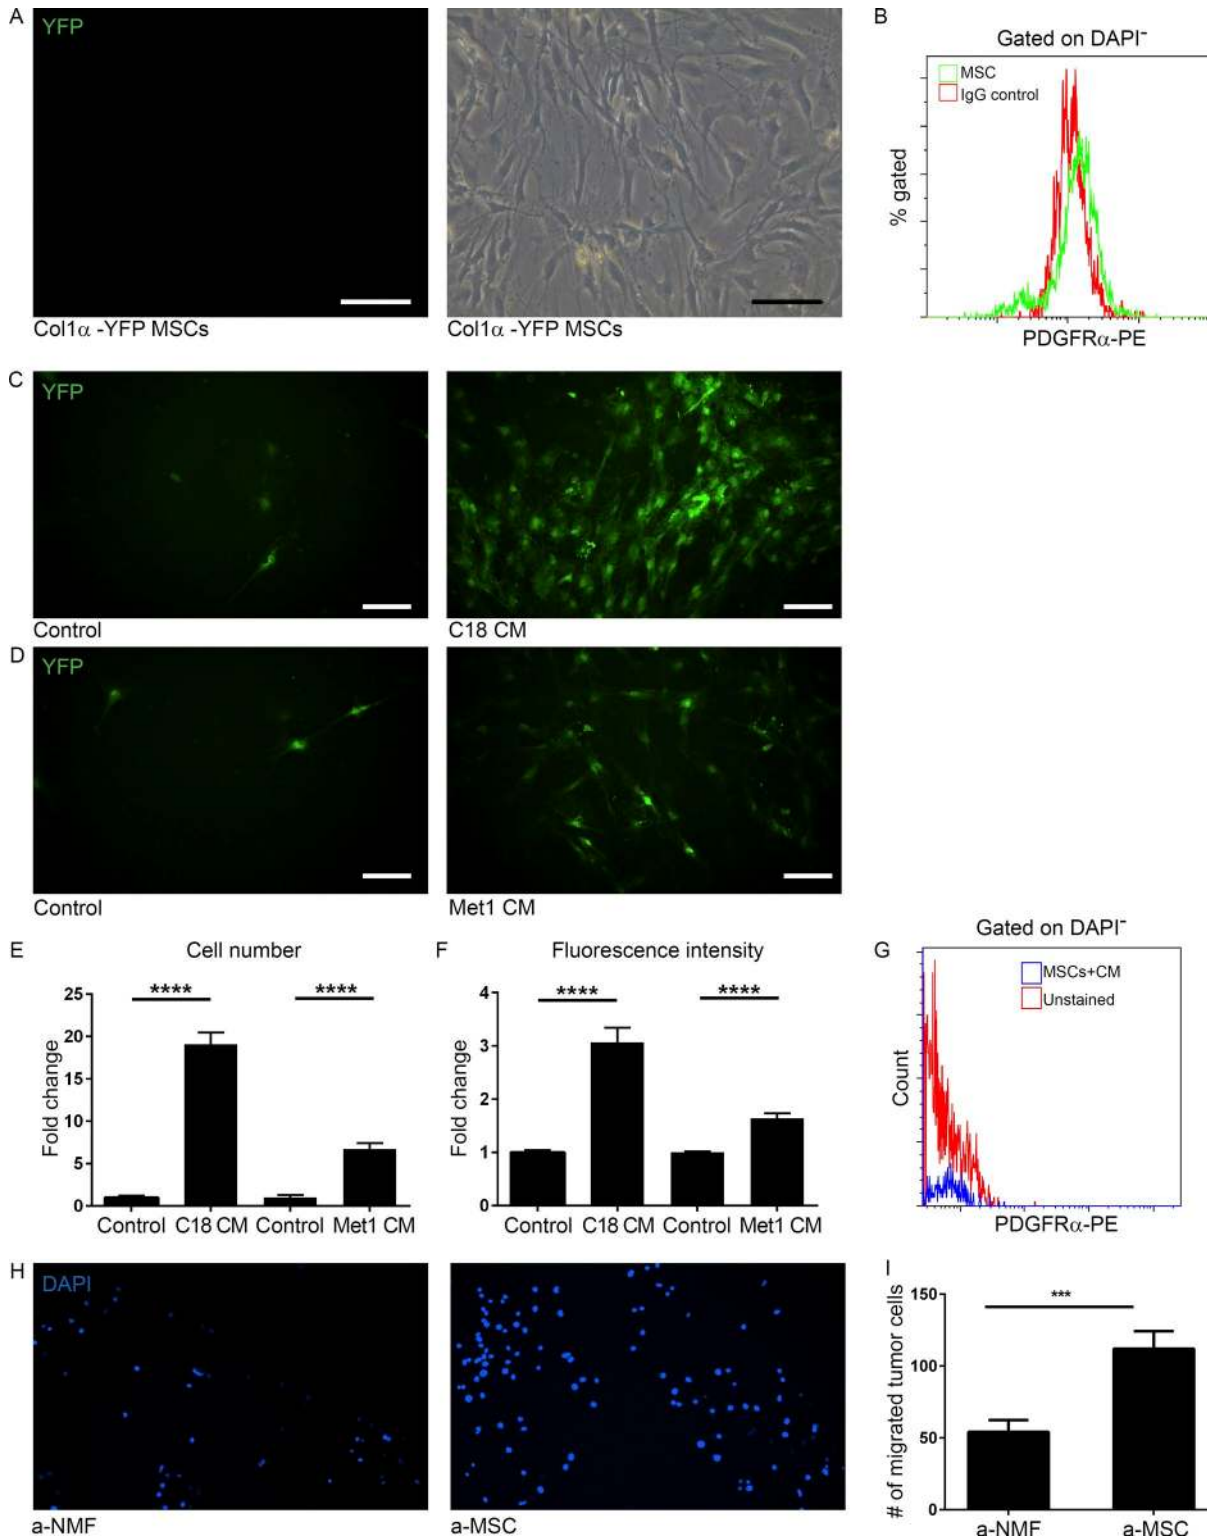 A
YFP
Col1α -YFP MSCs
Col1α -YFP MSCs
B
Gated on DAPI⁻
MSC
IgG control
% gated
PDGFRα-PE
C
YFP
Control
C18 CM
D
YFP
Control
Met1 CM
E
Cell number
Fold change
25
20
15
10
5
0
****
****
Control C18 CM Control Met1 CM
F
Fluorescence intensity
Fold change
4
3
2
1
0
****
****
Control C18 CM Control Met1 CM
G
Gated on DAPI⁻
MSCs+CM
Unstained
Count
PDGFRα-PE
H
DAPI
a-NMF
a-MSC
I
# of migrated tumor cells
150
100
50
0
***
a-NMF a-MSC